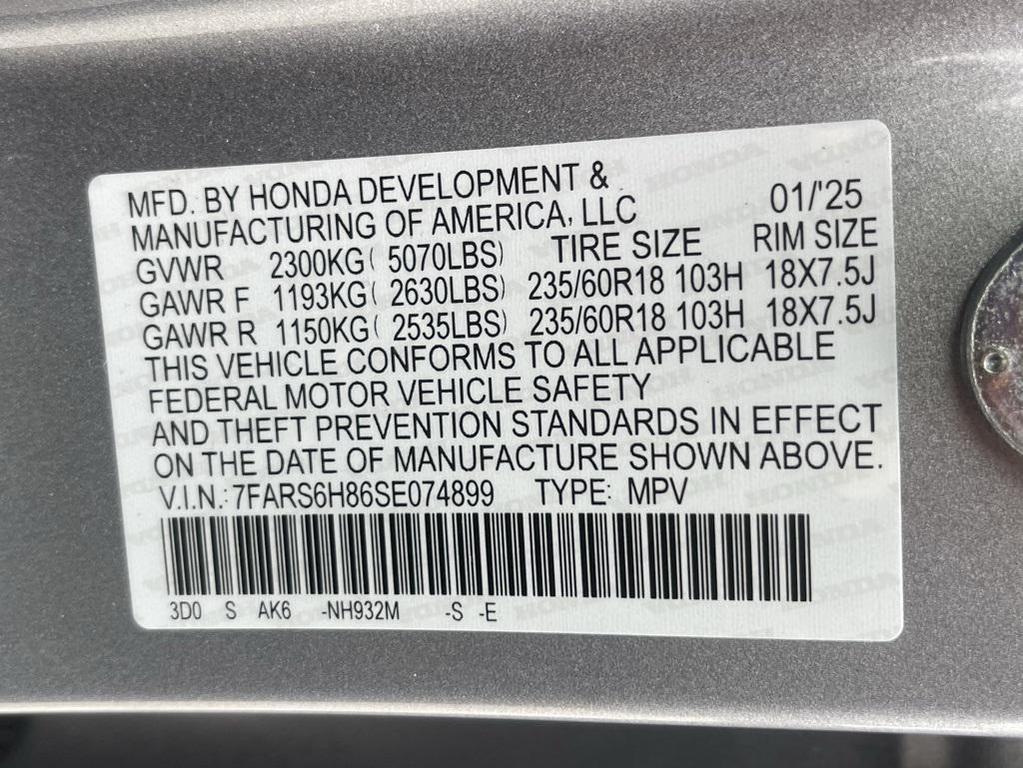 MFD. BY HONDA DEVELOPMENT &
MANUFACTURING OF AMERICA, LLC 01/'25
GVWR 2300KG( 5070LBS) TIRE SIZE RIM SIZE
GAWR F 1193KG( 2630LBS) 235/60R18 103H 18X7.5J
GAWR R 1150KG( 2535LBS) 235/60R18 103H 18X7.5J
THIS VEHICLE CONFORMS TO ALL APPLICABLE
FEDERAL MOTOR VEHICLE SAFETY
AND THEFT PREVENTION STANDARDS IN EFFECT
ON THE DATE OF MANUFACTURE SHOWN ABOVE.
V.I.N.: 7FARS6H86SE074899 TYPE: MPV
3D0 S AK6 -NH932M -S -E